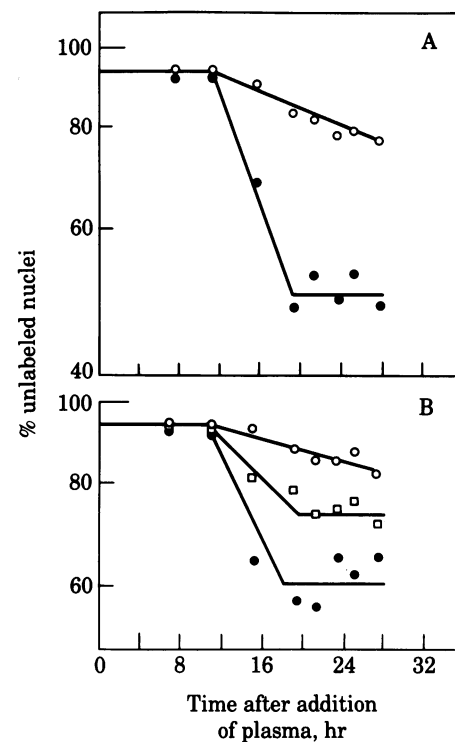 A
100
80
60
40
% unlabeled nuclei
B
100
80
60
0 8 16 24 32
Time after addition
of plasma, hr